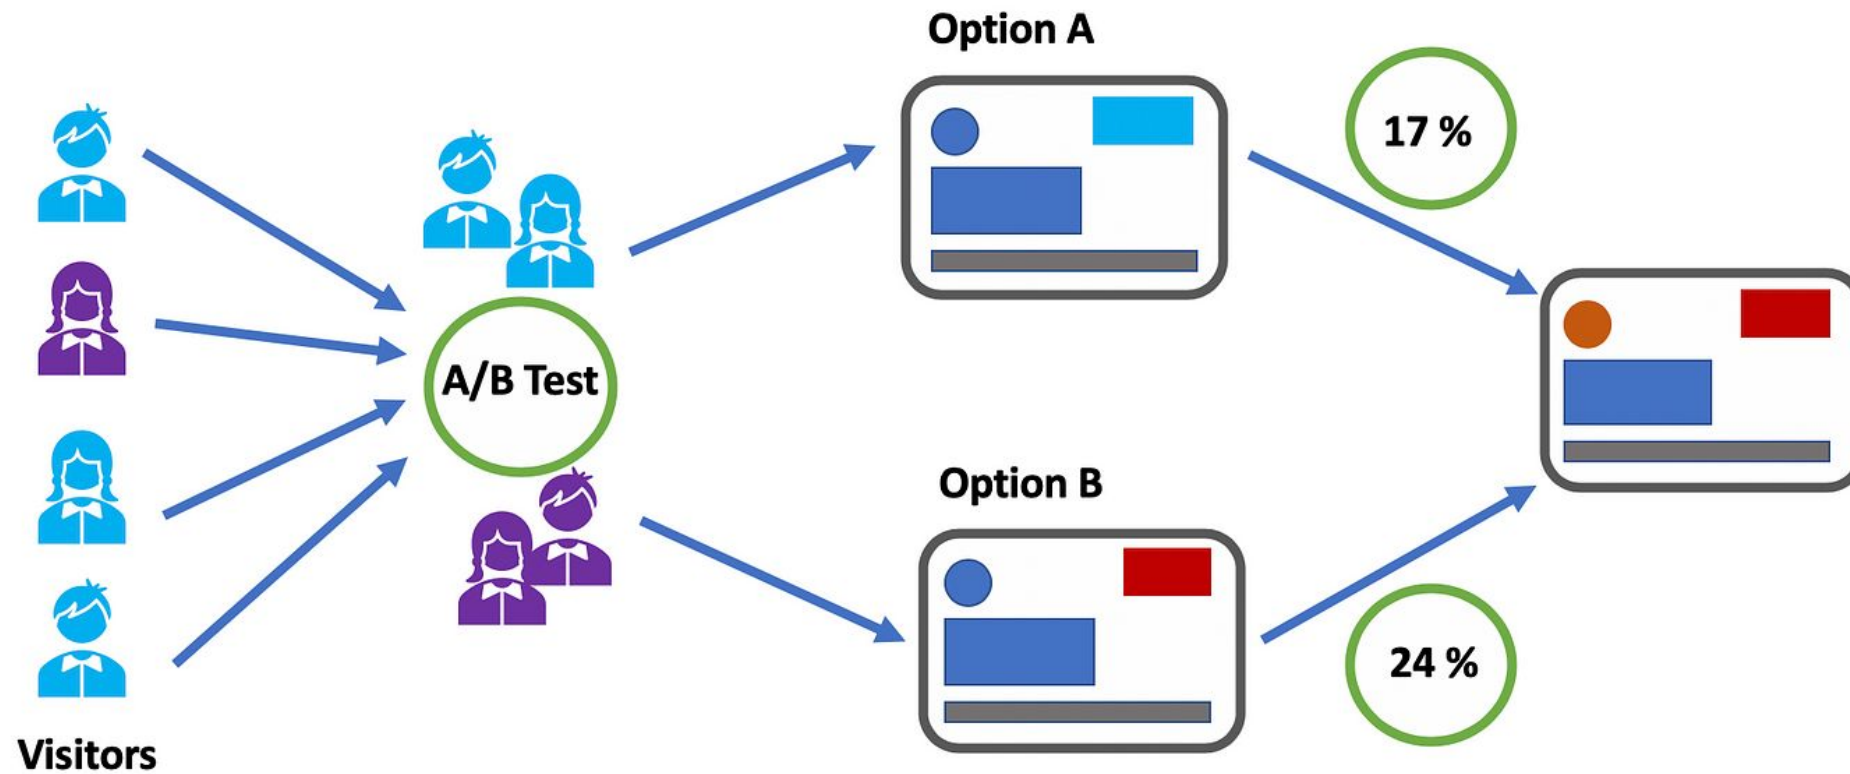 Option A
17 %
A/B Test
Option B
24 %
Visitors